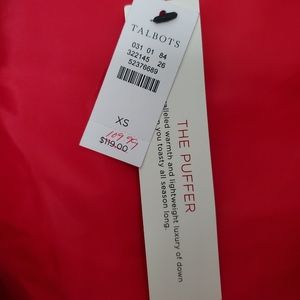 TALBOTS
031 01 84
322145 26
52376689
XS
109.99
$119.00
THE PUFFER
warmth and lightweight luxury of down
you toasty all season long.